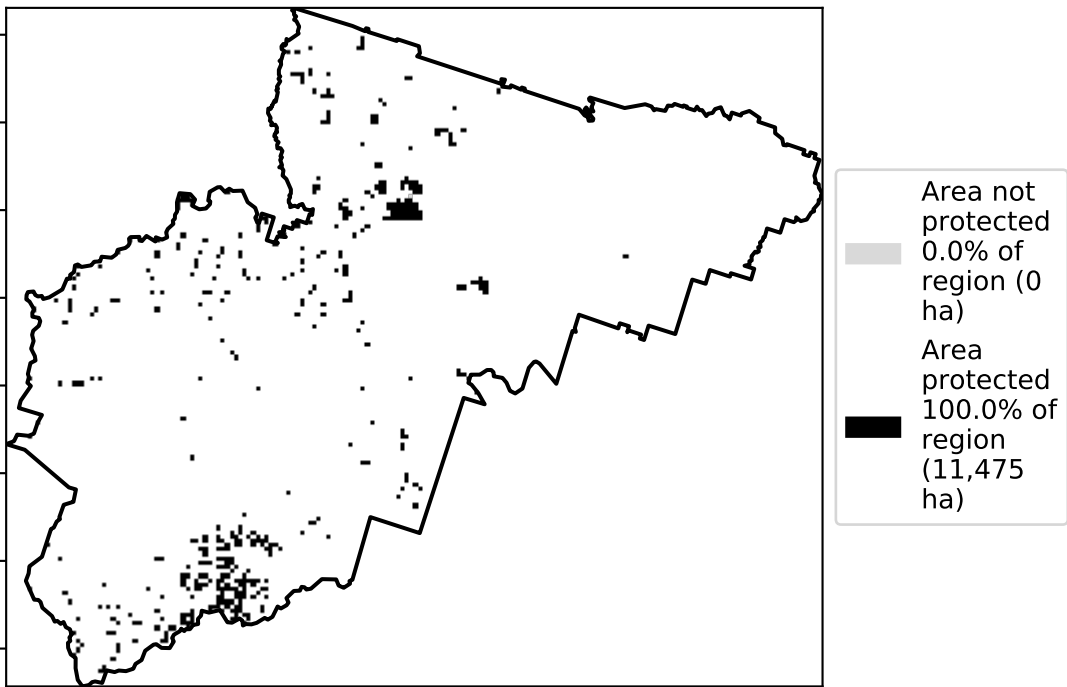 Area not
protected
0.0% of
region (0
ha)
Area
protected
100.0% of
region
(11,475
ha)